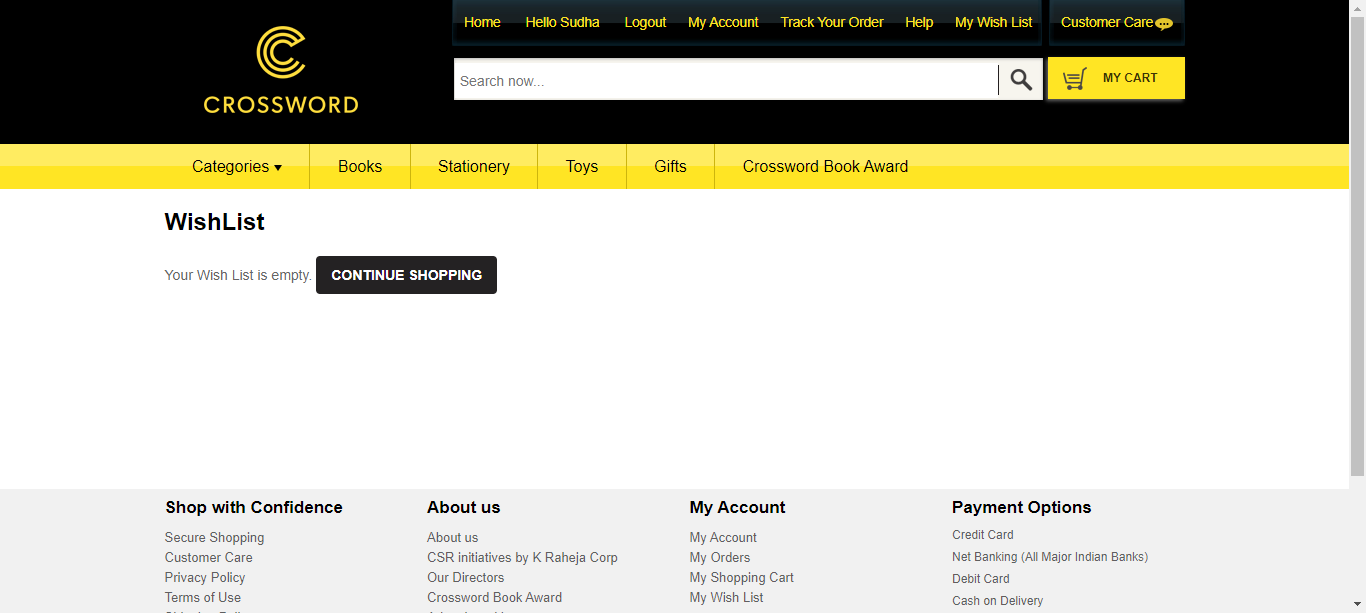 Home Hello Sudha Logout My Account Track Your Order Help My Wish List Customer Care
CROSSWORD
Search now...
MY CART
Categories Books Stationery Toys Gifts Crossword Book Award
WishList
Your Wish List is empty. CONTINUE SHOPPING
Shop with Confidence
Secure Shopping
Customer Care
Privacy Policy
Terms of Use
About us
About us
CSR initiatives by K Raheja Corp
Our Directors
Crossword Book Award
My Account
My Account
My Orders
My Shopping Cart
My Wish List
Payment Options
Credit Card
Net Banking (All Major Indian Banks)
Debit Card
Cash on Delivery